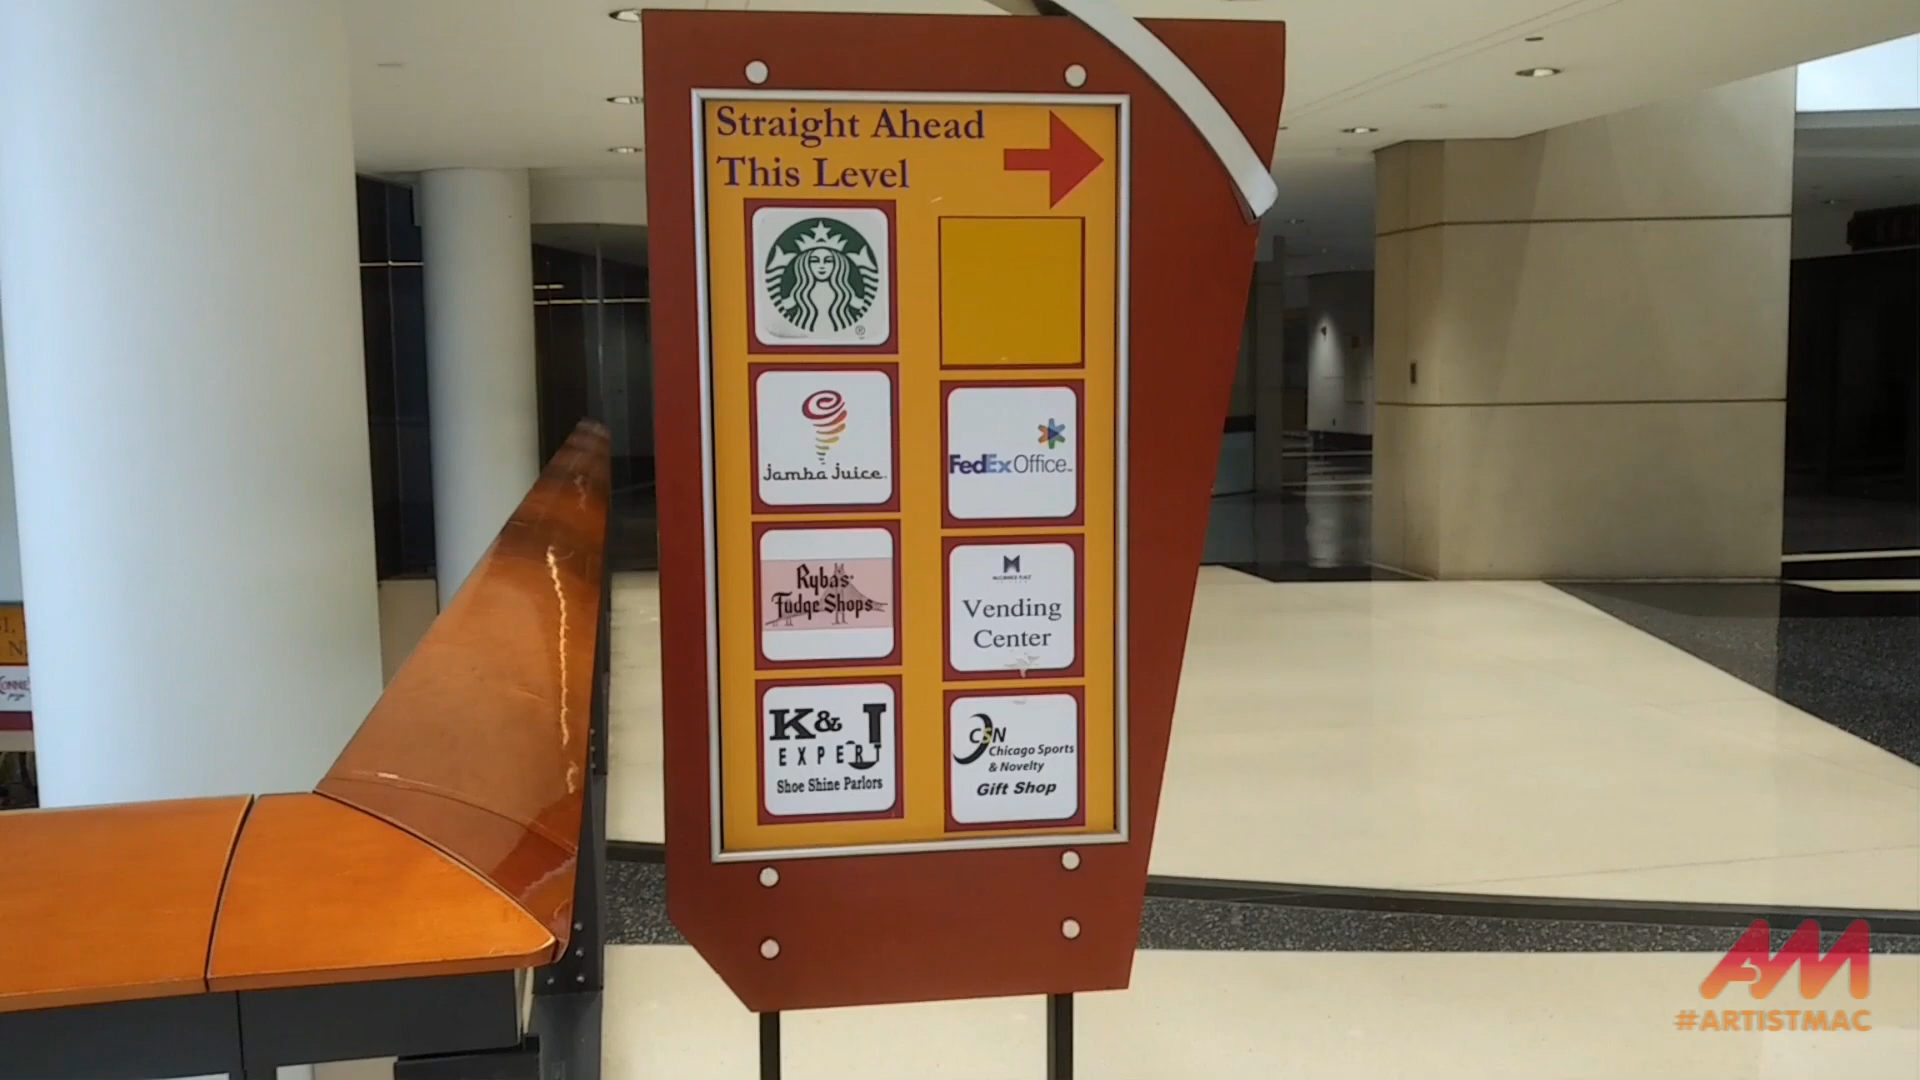 Straight Ahead
This Level
®
jamba juice
FedEx Office
Ryba's
Fudge Shops
Vending
Center
K & J
EXPERT
Shoe Shine Parlors
CSN
Chicago Sports
& Novelty
Gift Shop
AM
#ARTISTMAC